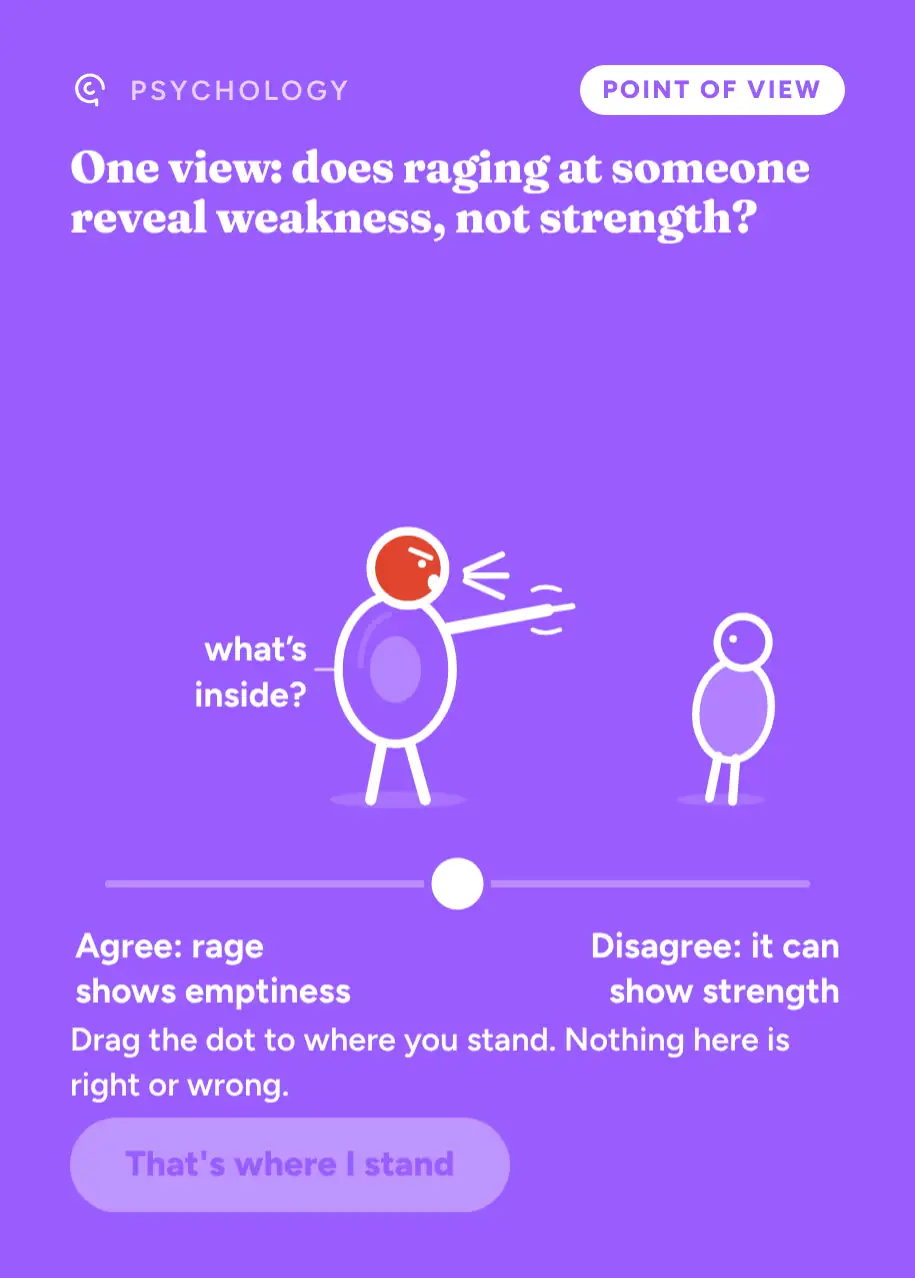 PSYCHOLOGY
POINT OF VIEW
One view: does raging at someone
reveal weakness, not strength?
what's
inside?
Agree: rage
shows emptiness
Disagree: it can
show strength
Drag the dot to where you stand. Nothing here is
right or wrong.
That's where I stand